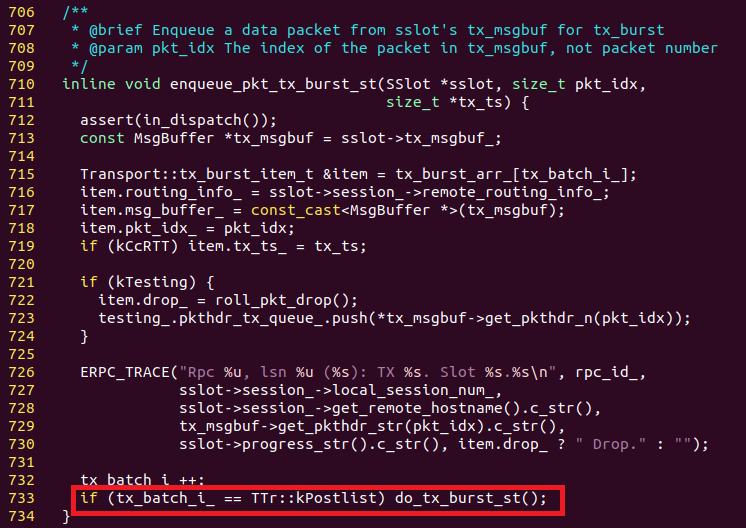 706 /**
707  * @brief Enqueue a data packet from sslot's tx_msgbuf for tx_burst
708  * @param pkt_idx The index of the packet in tx_msgbuf, not packet number
709  */
710 inline void enqueue_pkt_tx_burst_st(SSlot *sslot, size_t pkt_idx,
711                                     size_t *tx_ts) {
712   assert(in_dispatch());
713   const MsgBuffer *tx_msgbuf = sslot->tx_msgbuf_;
714
715   Transport::tx_burst_item_t &item = tx_burst_arr_[tx_batch_i_];
716   item.routing_info_ = sslot->session_->remote_routing_info_;
717   item.msg_buffer_ = const_cast<MsgBuffer *>(tx_msgbuf);
718   item.pkt_idx_ = pkt_idx;
719   if (kCcRTT) item.tx_ts_ = tx_ts;
720
721   if (kTesting) {
722     item.drop_ = roll_pkt_drop();
723     testing_.pkthdr_tx_queue_.push(*tx_msgbuf->get_pkthdr_n(pkt_idx));
724   }
725
726   ERPC_TRACE("Rpc %u, lsn %u (%s): TX %s. Slot %s.%s\n", rpc_id_,
727              sslot->session_->local_session_num_,
728              sslot->session_->get_remote_hostname().c_str(),
729              tx_msgbuf->get_pkthdr_str(pkt_idx).c_str(),
730              sslot->progress_str().c_str(), item.drop_ ? " Drop." : "");
731
732   tx_batch_i_++;
733   if (tx_batch_i_ == TTr::kPostlist) do_tx_burst_st();
734 }